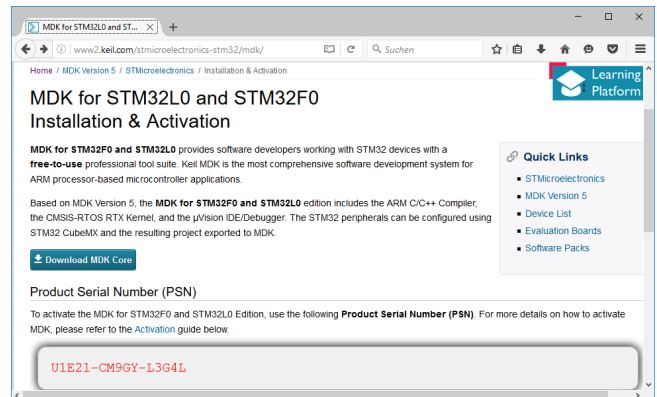 MDK for STM32L0 and ST...
www2.keil.com/stmicroelectronics-stm32/mdk/
Suchen
Home / MDK Version 5 / STMicroelectronics / Installation & Activation
Learning
Platform
MDK for STM32L0 and STM32F0
Installation & Activation
MDK for STM32F0 and STM32L0 provides software developers working with STM32 devices with a
free-to-use professional tool suite. Keil MDK is the most comprehensive software development system for
ARM processor-based microcontroller applications.
Based on MDK Version 5, the MDK for STM32F0 and STM32L0 edition includes the ARM C/C++ Compiler,
the CMSIS-RTOS RTX Kernel, and the µVision IDE/Debugger. The STM32 peripherals can be configured using
STM32 CubeMX and the resulting project exported to MDK.
Download MDK Core
Quick Links
STMicroelectronics
MDK Version 5
Device List
Evaluation Boards
Software Packs
Product Serial Number (PSN)
To activate the MDK for STM32F0 and STM32L0 Edition, use the following Product Serial Number (PSN). For more details on how to activate
MDK, please refer to the Activation guide below.
U1E21-CM9GY-L3G4L